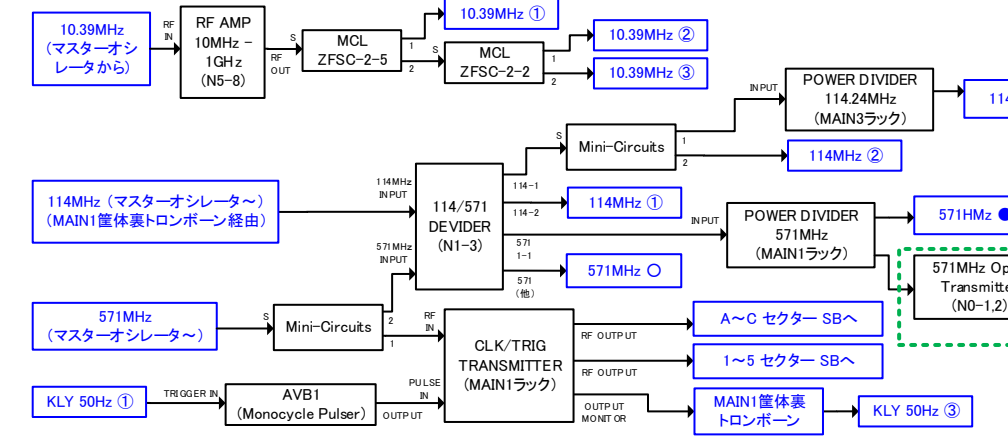 10.39MHz
(マスターオシ
レータから)
RF
IN
RF AMP
10MHz -
1GHz
(N5-8)
RF
OUT
S
MCL
ZFSC-2-5
1
2
10.39MHz ①
S
MCL
ZFSC-2-2
1
2
10.39MHz ②
10.39MHz ③
114MHz (マスターオシレータ～)
(MAIN1筐体裏トロンボーン経由)
114MHz
INPUT
571MHz
INPUT
114/571
DEVIDER
(N1-3)
114-1
114-2
571
1-1
571
(他)
S
Mini-Circuits
1
2
INPUT
POWER DIVIDER
114.24MHz
(MAIN3ラック)
114
114MHz ②
114MHz ①
571MHz 〇
INPUT
POWER DIVIDER
571MHz
(MAIN1ラック)
571HMz ●
571MHz Op
Transmitte
(N0-1,2)
571MHz
(マスターオシレータ～)
S
Mini-Circuits
2
1
RF
IN
CLK/TRIG
TRANSMITTER
(MAIN1ラック)
RF OUTPUT
A～C セクター SBへ
RF OUTPUT
1～5 セクター SBへ
KLY 50Hz ①
TRIGGER IN
AVB1
(Monocycle Pulser)
OUTPUT
PULSE
IN
OUTPUT
MONITOR
MAIN1筐体裏
トロンボーン
KLY 50Hz ③